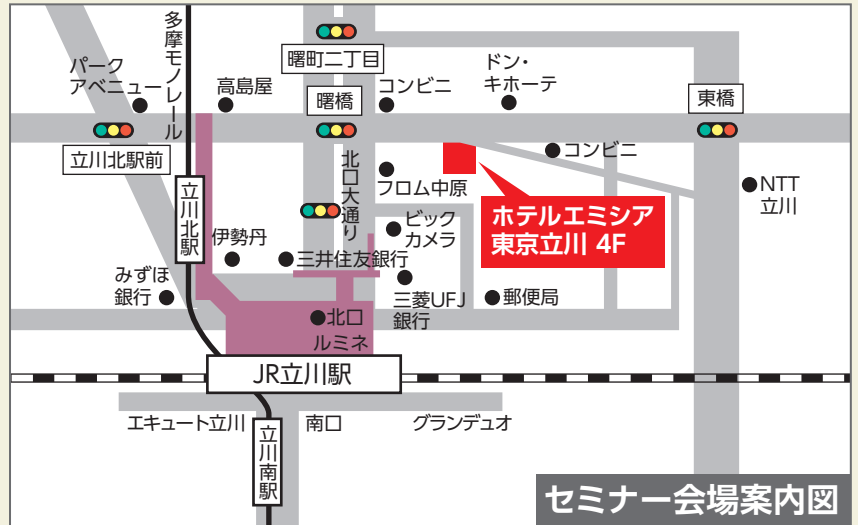 多摩モノレール
曙町二丁目
パーク
アベニュー
高島屋
曙橋
コンビニ
ドン・
キホーテ
東橋
立川北駅前
北口大通り
フロム中原
コンビニ
NTT
立川
立川北駅
伊勢丹
三井住友銀行
ビック
カメラ
ホテルエミシア
東京立川 4F
みずほ
銀行
北口
ルミネ
三菱UFJ
銀行
郵便局
JR立川駅
エキュート立川
南口
グランデュオ
立川南駅
セミナー会場案内図